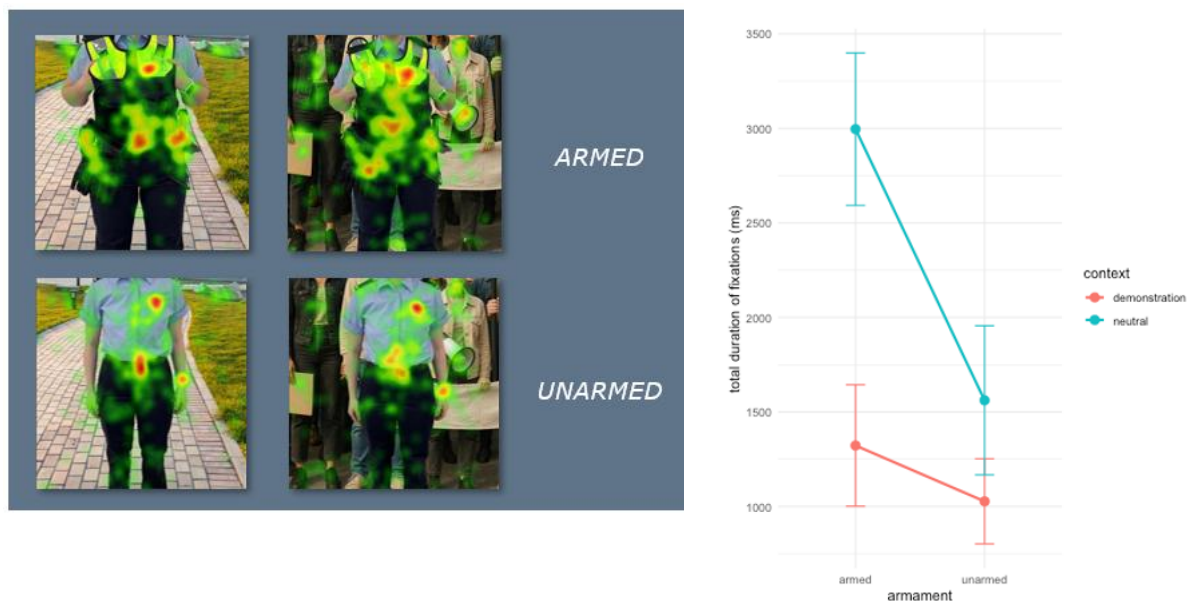 ARMED
UNARMED
3500
3000
2500
2000
1500
1000
total duration of fixations (ms)
armed
unarmed
armament
context
demonstration
neutral